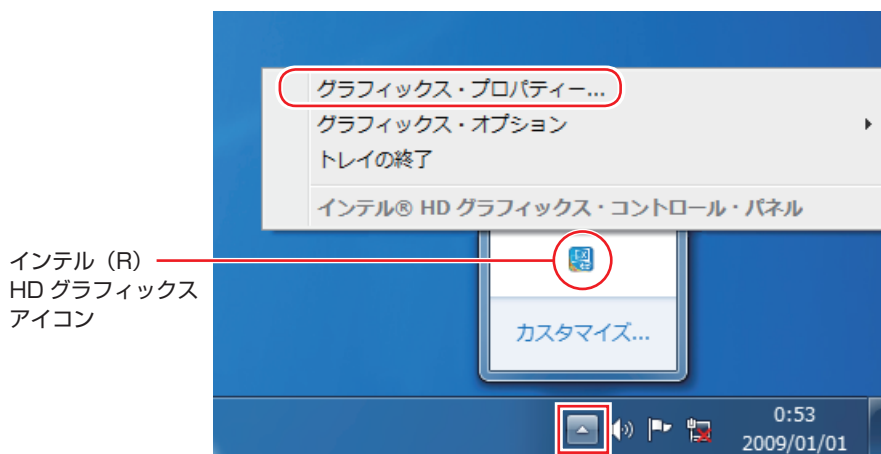 グラフィックス・プロパティー...
グラフィックス・オプション
トレイの終了
インテル® HD グラフィックス・コントロール・パネル
インテル（R）
HD グラフィックス
アイコン
カスタマイズ...
0:53
2009/01/01